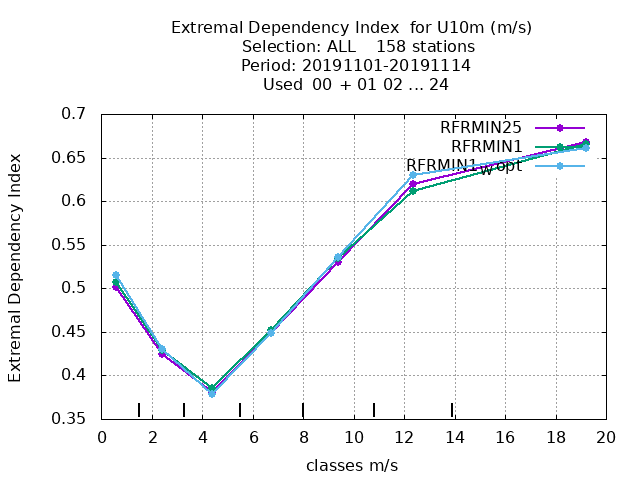 Extremal Dependency Index  for U10m (m/s)
Selection: ALL    158 stations
Period: 20191101-20191114
Used  00  + 01 02 ... 24
Extremal Dependency Index
0.7
0.65
0.6
0.55
0.5
0.45
0.4
0.35
RFRMIN25
RFRMIN1
RFRMIN1_wopt
0 2 4 6 8 10 12 14 16 18 20
classes m/s